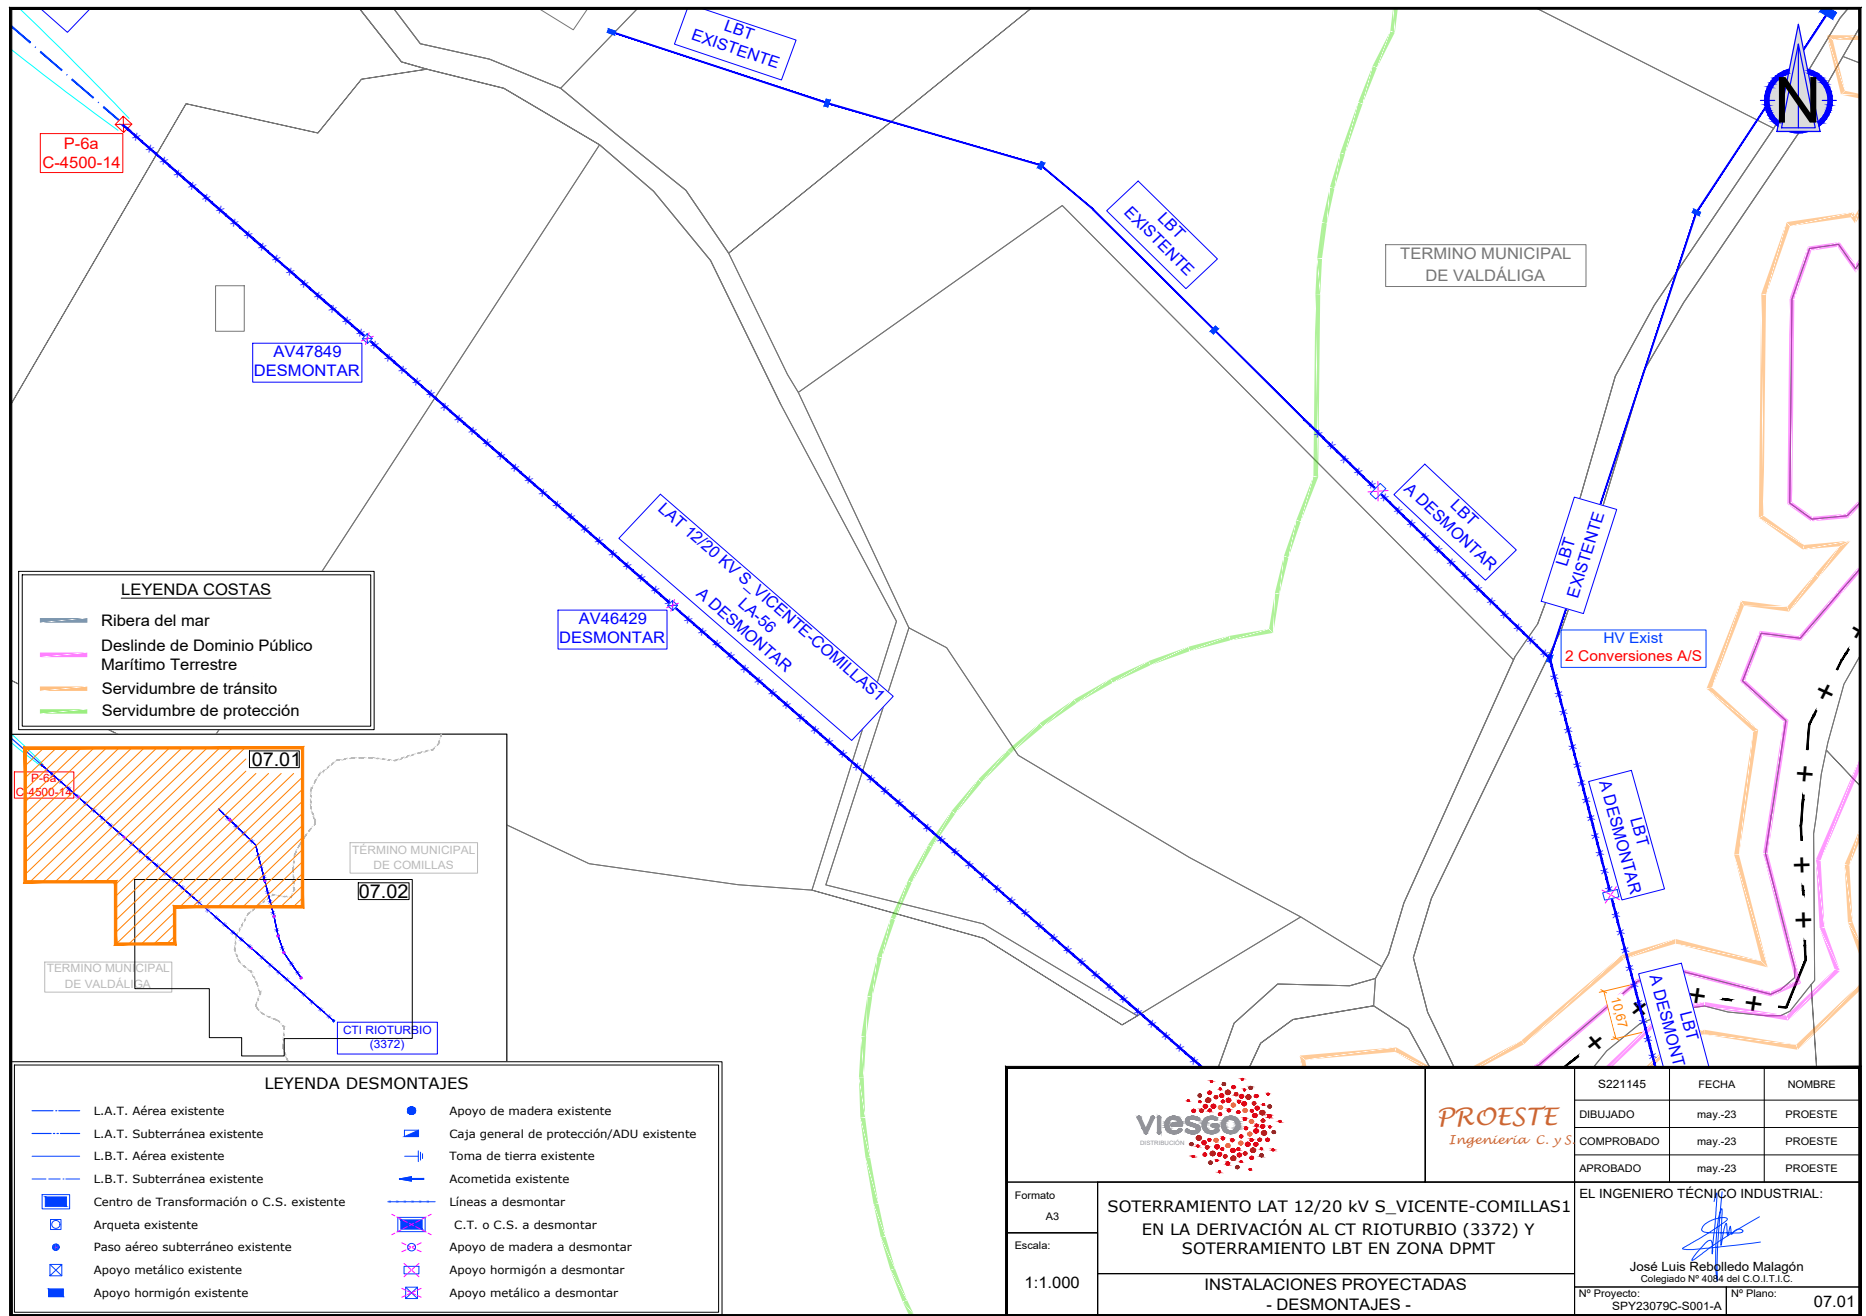 LBT
EXISTENTE
N
P-6a
C-4500-14
LBT
EXISTENTE
TERMINO MUNICIPAL
DE VALDÁLIGA
AV47849
DESMONTAR
LBT
A DESMONTAR
LAT 12/20 KV S_VICENTE-COMILLAS1
LA-56
A DESMONTAR
LBT
EXISTENTE
AV46429
DESMONTAR
HV Exist
2 Conversiones A/S
LBT
A DESMONTAR
LBT
A DESMONT
10,67
LEYENDA COSTAS
Ribera del mar
Deslinde de Dominio Público
Marítimo Terrestre
Servidumbre de tránsito
Servidumbre de protección
07.01
P-6a
C-4500-14
TÉRMINO MUNICIPAL
DE COMILLAS
07.02
TERMINO MUNICIPAL
DE VALDÁLIGA
CTI RIOTURBIO
(3372)
LEYENDA DESMONTAJES
L.A.T. Aérea existente
L.A.T. Subterránea existente
L.B.T. Aérea existente
L.B.T. Subterránea existente
Centro de Transformación o C.S. existente
Arqueta existente
Paso aéreo subterráneo existente
Apoyo metálico existente
Apoyo hormigón existente
Apoyo de madera existente
Caja general de protección/ADU existente
Toma de tierra existente
Acometida existente
Líneas a desmontar
C.T. o C.S. a desmontar
Apoyo de madera a desmontar
Apoyo hormigón a desmontar
Apoyo metálico a desmontar
viesgo
DISTRIBUCIÓN
PROESTE
Ingeniería C. y S.
S221145 FECHA NOMBRE
DIBUJADO may.-23 PROESTE
COMPROBADO may.-23 PROESTE
APROBADO may.-23 PROESTE
Formato
A3
Escala:
1:1.000
SOTERRAMIENTO LAT 12/20 kV S_VICENTE-COMILLAS1
EN LA DERIVACIÓN AL CT RIOTURBIO (3372) Y
SOTERRAMIENTO LBT EN ZONA DPMT
INSTALACIONES PROYECTADAS
- DESMONTAJES -
EL INGENIERO TÉCNICO INDUSTRIAL:
José Luis Rebolledo Malagón
Colegiado Nº 4084 del C.O.I.T.I.C.
Nº Proyecto:
SPY23079C-S001-A
Nº Plano:
07.01